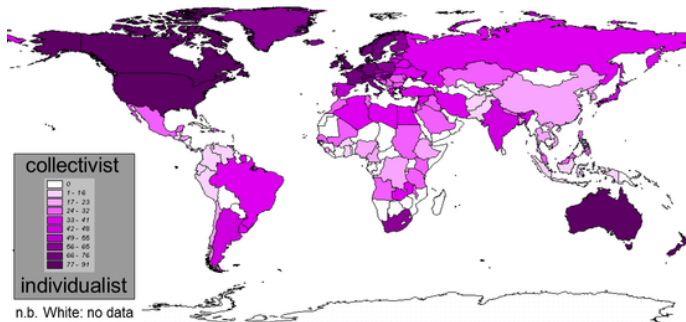 collectivist
0
1 - 16
17 - 23
24 - 32
33 - 41
42 - 48
49 - 55
56 - 65
66 - 76
77 - 91
individualist
n.b. White: no data